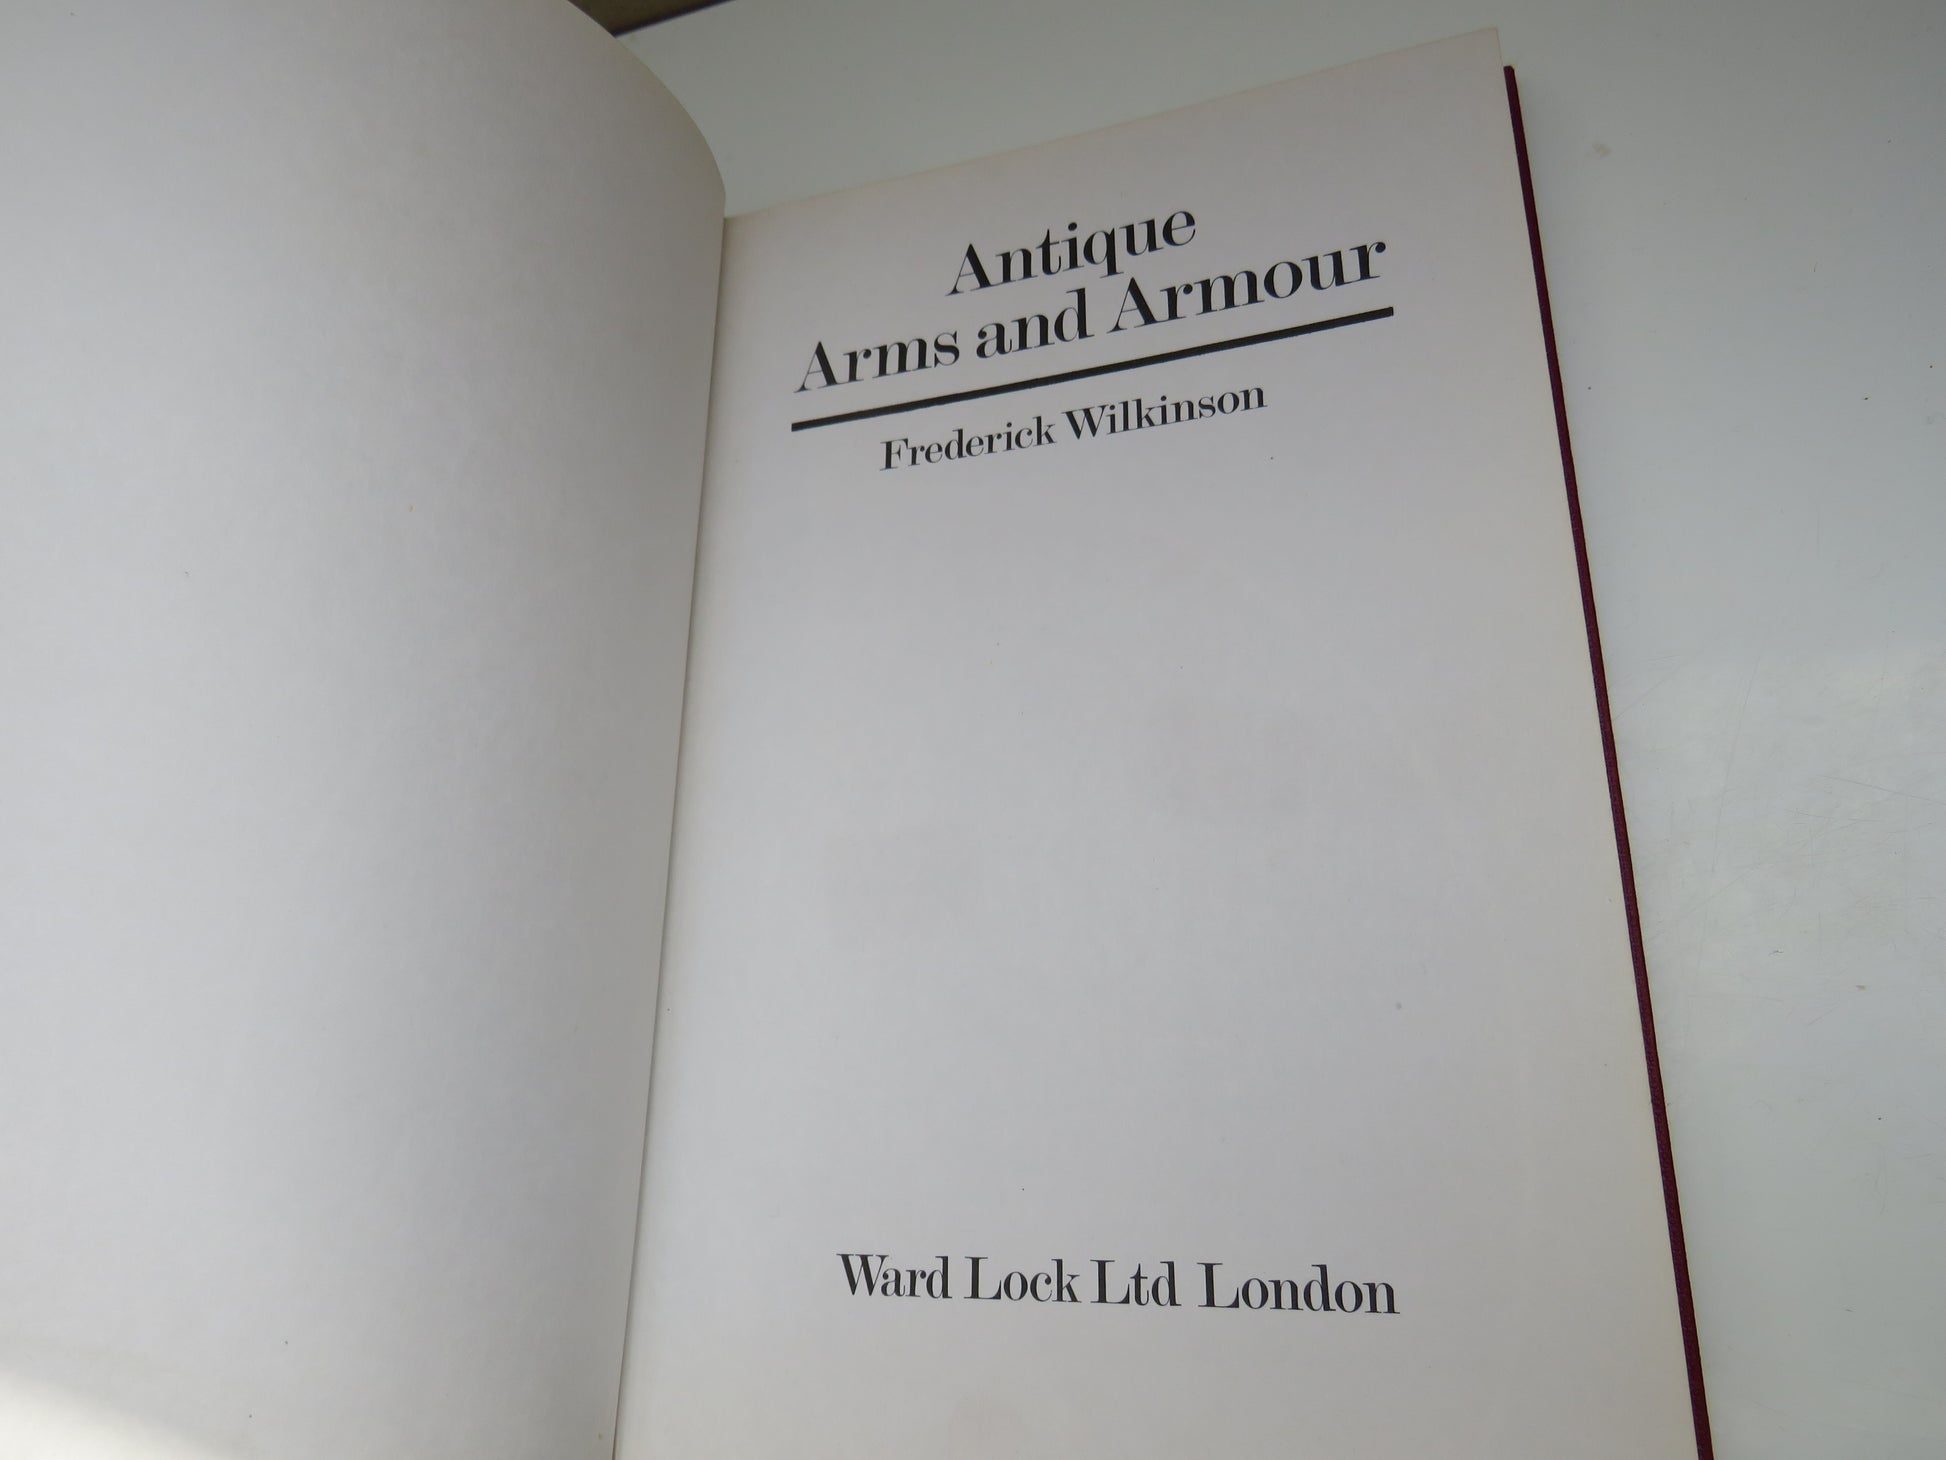 Antique
Arms and Armour
Frederick Wilkinson
Ward Lock Ltd London